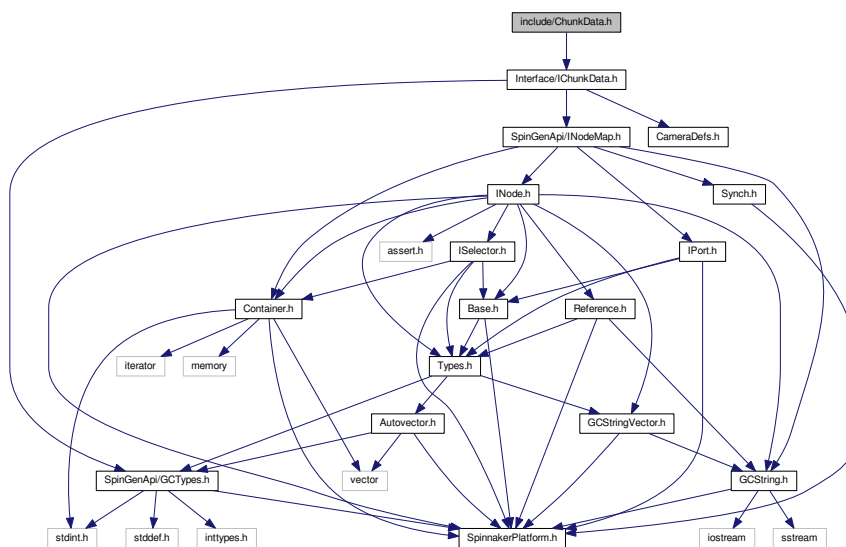 include/ChunkData.h
Interface/IChunkData.h
SpinGenApi/INodeMap.h
CameraDefs.h
INode.h
Synch.h
assert.h
ISelector.h
IPort.h
Container.h
Base.h
Reference.h
iterator
memory
Types.h
Autovector.h
GCStringVector.h
SpinGenApi/GCTypes.h
vector
GCString.h
stdint.h
stddef.h
inttypes.h
SpinnakerPlatform.h
iostream
sstream